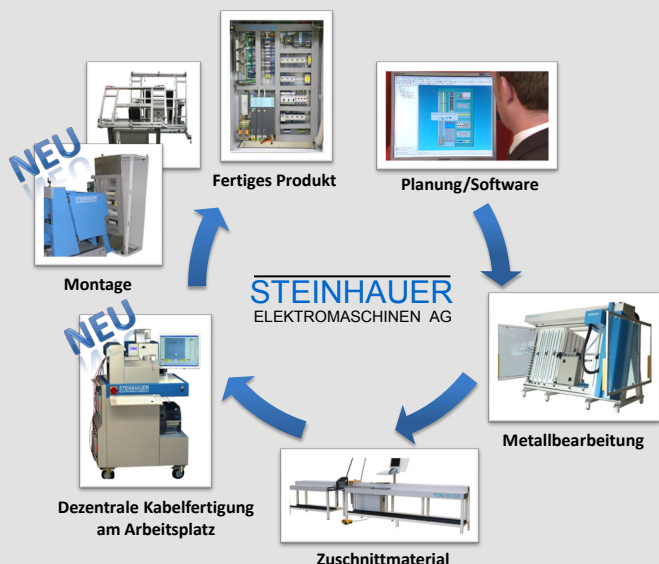 NEU
Fertiges Produkt
Planung/Software
Montage
STEINHAUER
ELEKTROMASCHINEN AG
NEU
STEINHAUER
Metallbearbeitung
Dezentrale Kabelfertigung
am Arbeitsplatz
Zuschnittmaterial